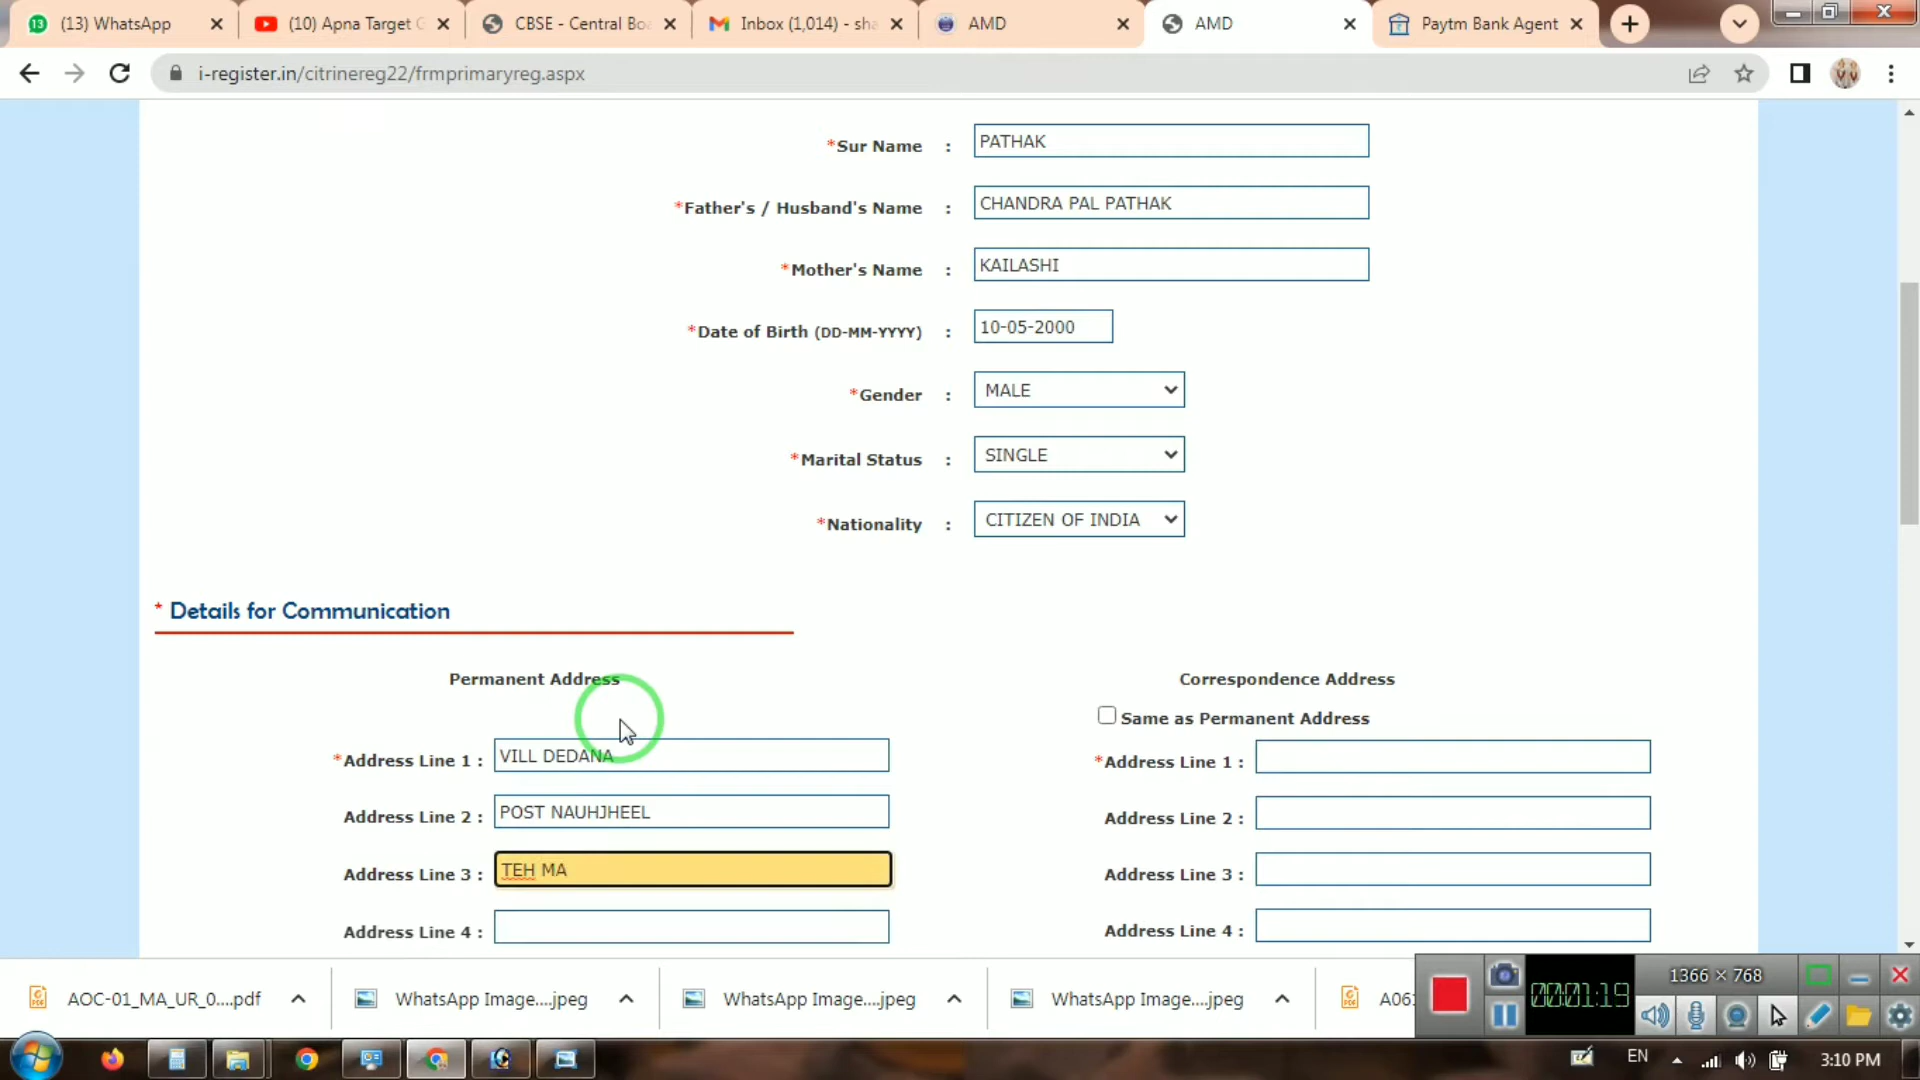 (13) WhatsApp
(10) Apna Target G
CBSE - Central Boa
Inbox (1,014) - sha
AMD
AMD
Paytm Bank Agent
i-register.in/citrinereg22/frmprimaryreg.aspx
*Sur Name : PATHAK
*Father's / Husband's Name : CHANDRA PAL PATHAK
*Mother's Name : KAILASHI
*Date of Birth (DD-MM-YYYY) : 10-05-2000
*Gender : MALE
*Marital Status : SINGLE
*Nationality : CITIZEN OF INDIA
* Details for Communication
Permanent Address
Correspondence Address
Same as Permanent Address
*Address Line 1 : VILL DEDANA
*Address Line 1 :
Address Line 2 : POST NAUHJHEEL
Address Line 2 :
Address Line 3 : TEH MA
Address Line 3 :
Address Line 4 :
Address Line 4 :
AOC-01_MA_UR_0....pdf
WhatsApp Image....jpeg
WhatsApp Image....jpeg
WhatsApp Image....jpeg
A061
1366 × 768
00:01:19
EN
3:10 PM